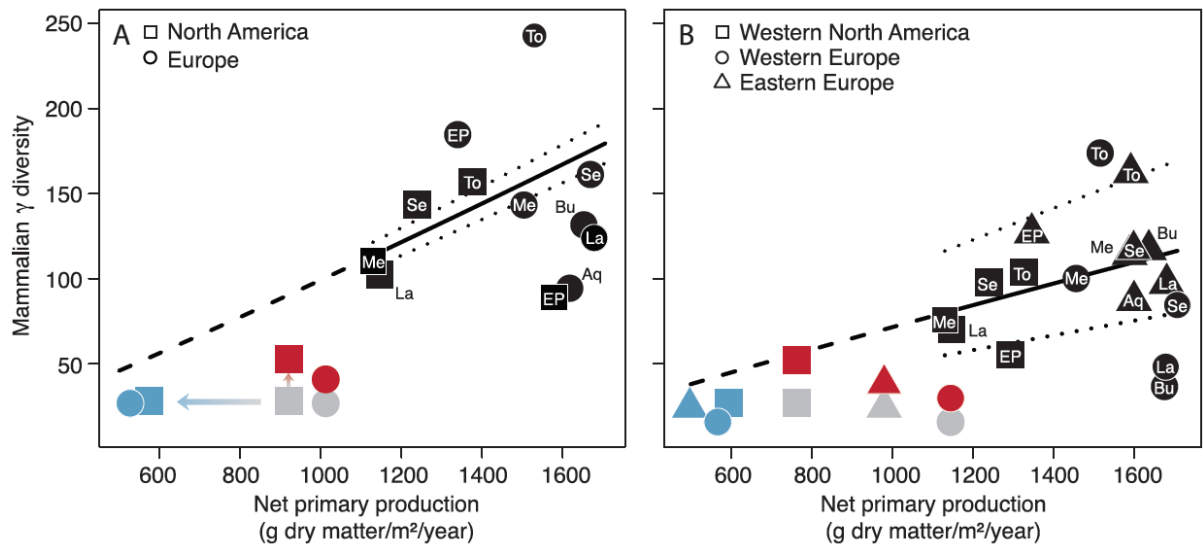 A
North America
Europe
To
EP
To
Se
Se
Me
Bu
La
Me
La
Aq
EP
250
200
150
100
50
Mammalian γ diversity
600 800 1000 1200 1400 1600
Net primary production
(g dry matter/m²/year)
B
Western North America
Western Europe
Eastern Europe
To
To
EP
Bu
Me
Se
To
Se
Me
La
Aq
Se
Me
La
EP
La
Bu
600 800 1000 1200 1400 1600
Net primary production
(g dry matter/m²/year)